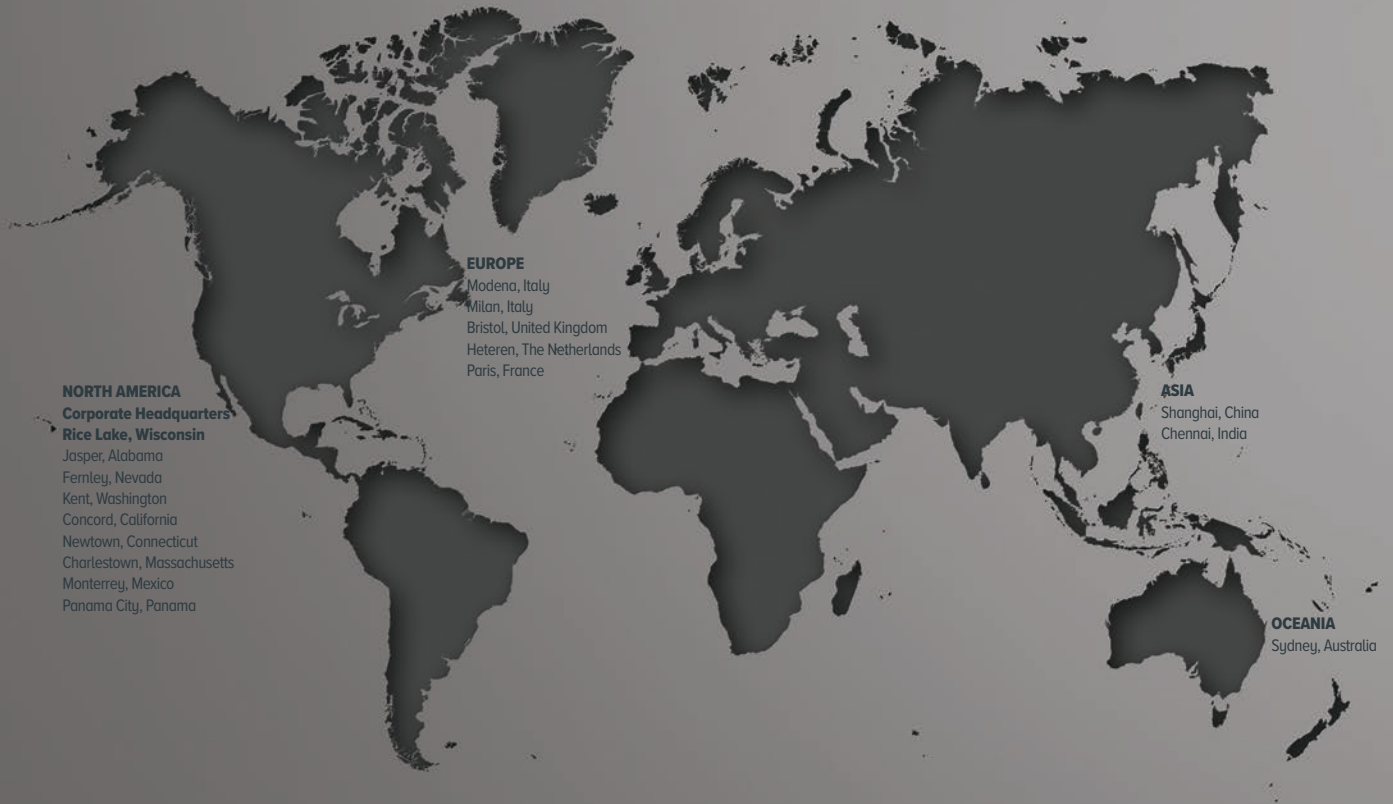 EUROPE
Modena, Italy
Milan, Italy
Bristol, United Kingdom
Heteren, The Netherlands
Paris, France
NORTH AMERICA
Corporate Headquarters
Rice Lake, Wisconsin
Jasper, Alabama
Fernley, Nevada
Kent, Washington
Concord, California
Newtown, Connecticut
Charlestown, Massachusetts
Monterrey, Mexico
Panama City, Panama
ASIA
Shanghai, China
Chennai, India
OCEANIA
Sydney, Australia